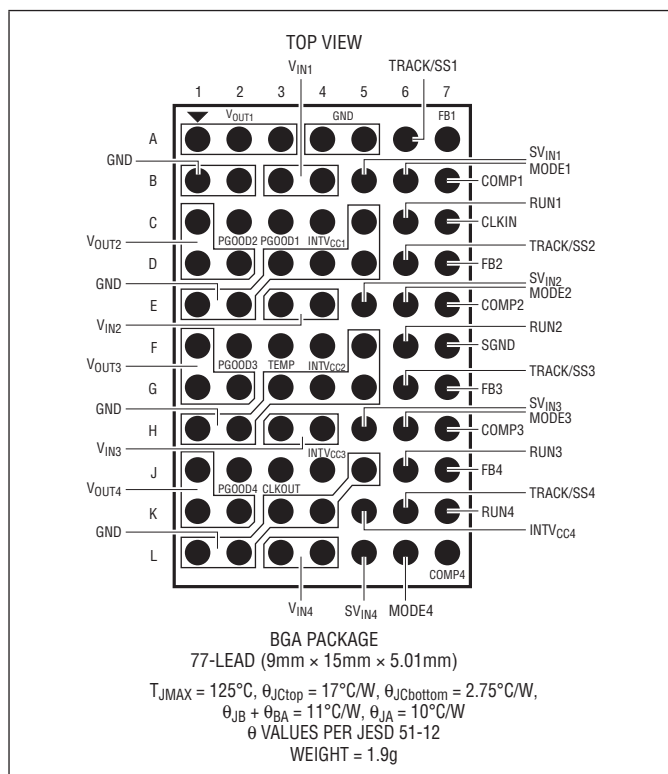 TOP VIEW
VIN1
TRACK/SS1
1 2 3 4 5 6 7
A VOUT1 GND FB1
GND
B
SVIN1
MODE1
COMP1
RUN1
C
CLKIN
VOUT2
PGOOD2 PGOOD1 INTVCC1
TRACK/SS2
D
FB2
GND
SVIN2
MODE2
E
COMP2
VIN2
RUN2
F
SGND
VOUT3
PGOOD3 TEMP INTVCC2
TRACK/SS3
G
FB3
GND
SVIN3
MODE3
H
COMP3
VIN3
INTVCC3
RUN3
J
FB4
VOUT4
PGOOD4 CLKOUT
TRACK/SS4
K
RUN4
GND
INTVCC4
L
COMP4
VIN4 SVIN4 MODE4
BGA PACKAGE
77-LEAD (9mm × 15mm × 5.01mm)
TJMAX = 125°C, θJCtop = 17°C/W, θJCbottom = 2.75°C/W,
θJB + θBA = 11°C/W, θJA = 10°C/W
θ VALUES PER JESD 51-12
WEIGHT = 1.9g